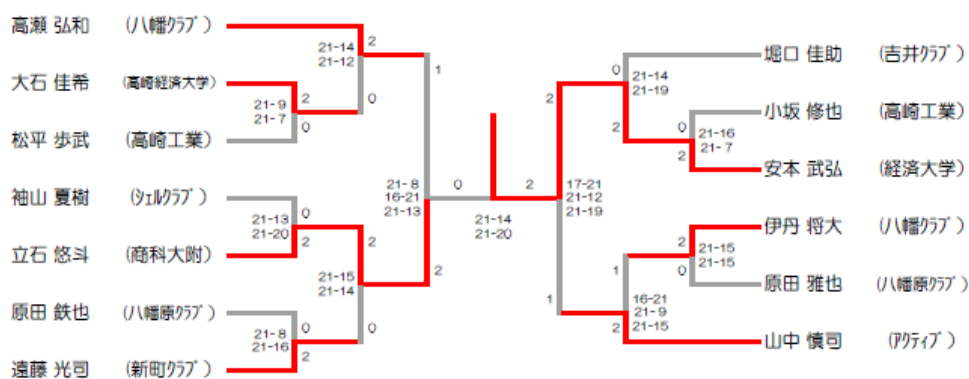 高瀬 弘和 (八幡ｸﾗﾌﾞ)
大石 佳希 (高崎経済大学)
松平 歩武 (高崎工業)
袖山 夏樹 (ｼｪﾙｸﾗﾌﾞ)
立石 悠斗 (商科大附)
原田 鉄也 (八幡原ｸﾗﾌﾞ)
遠藤 光司 (新町ｸﾗﾌﾞ)
21-14 2
21-12
0
21-9 2
21-7 0
1
21-8
16-21
21-13
2
21-13 0
21-20 2
2
21-15
21-14
0
21-8 0
21-16 2
0 2
21-14
21-20
2
17-21
21-12
21-19
1
0
21-14
21-19
2
0 21-16
2 21-7
2 21-15
0 21-15
1
16-21
21-9
2 21-15
堀口 佳助 (吉井ｸﾗﾌﾞ)
小坂 修也 (高崎工業)
安本 武弘 (経済大学)
伊丹 将大 (八幡ｸﾗﾌﾞ)
原田 雅也 (八幡原ｸﾗﾌﾞ)
山中 慎司 (ｱｸﾃｨﾌﾞ)